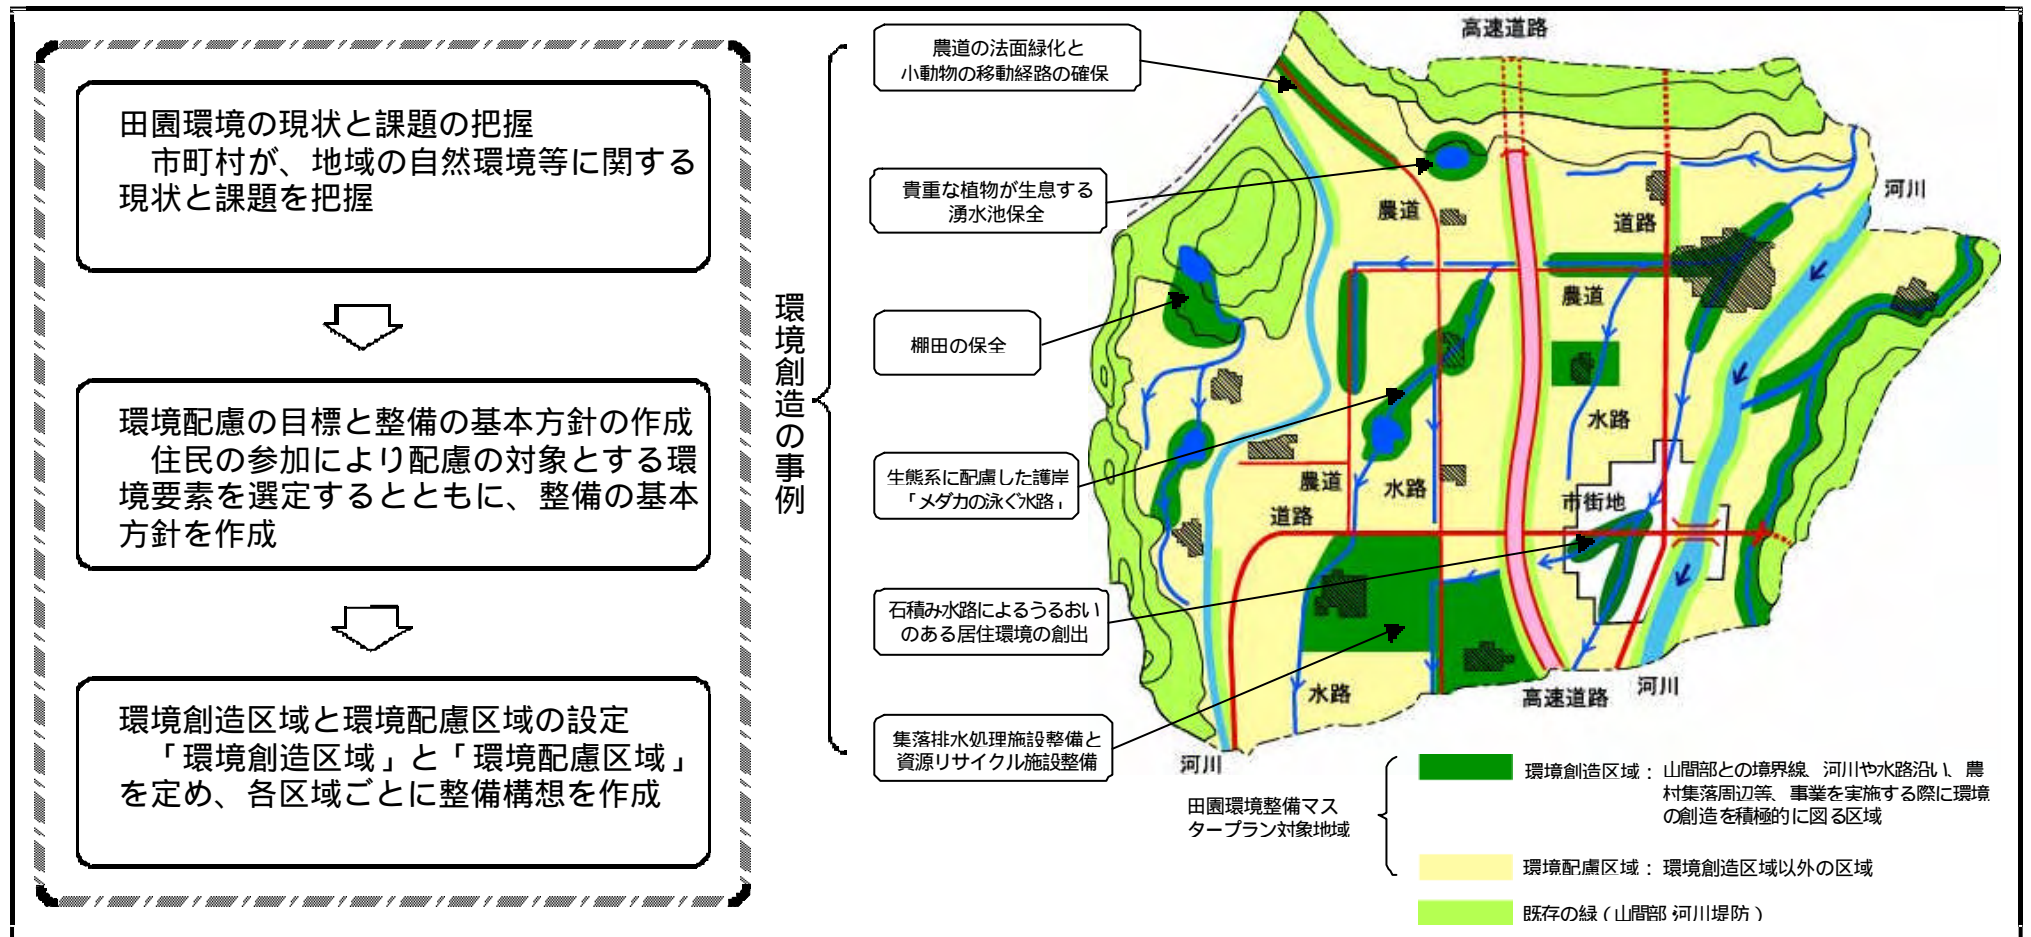 田園環境の現状と課題の把握
市町村が、地域の自然環境等に関する
現状と課題を把握
環境配慮の目標と整備の基本方針の作成
住民の参加により配慮の対象とする環
境要素を選定するとともに、整備の基本
方針を作成
環境創造区域と環境配慮区域の設定
「環境創造区域」と「環境配慮区域」
を定め、各区域ごとに整備構想を作成
環境創造の事例
農道の法面緑化と
小動物の移動経路の確保
貴重な植物が生息する
湧水池保全
棚田の保全
生態系に配慮した護岸
「メダカの泳ぐ水路」
石積み水路によるうるおい
のある居住環境の創出
集落排水処理施設整備と
資源リサイクル施設整備
高速道路
河川
農道
道路
農道
水路
農道
水路
市街地
道路
水路
高速道路
河川
河川
田園環境整備マス
タープラン対象地域
環境創造区域：山間部との境界線、河川や水路沿い、農
村集落周辺等、事業を実施する際に環境
の創造を積極的に図る区域
環境配慮区域：環境創造区域以外の区域
既存の緑（山間部・河川堤防）